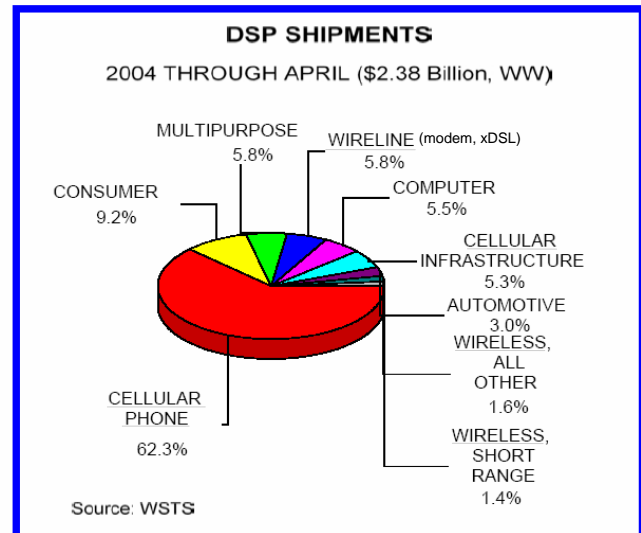 DSP SHIPMENTS
2004 THROUGH APRIL ($2.38 Billion, WW)
MULTIPURPOSE
5.8%
WIRELINE (modem, xDSL)
5.8%
CONSUMER
9.2%
COMPUTER
5.5%
CELLULAR
INFRASTRUCTURE
5.3%
AUTOMOTIVE
3.0%
WIRELESS,
ALL
OTHER
1.6%
CELLULAR
PHONE
62.3%
WIRELESS,
SHORT
RANGE
1.4%
Source: WSTS